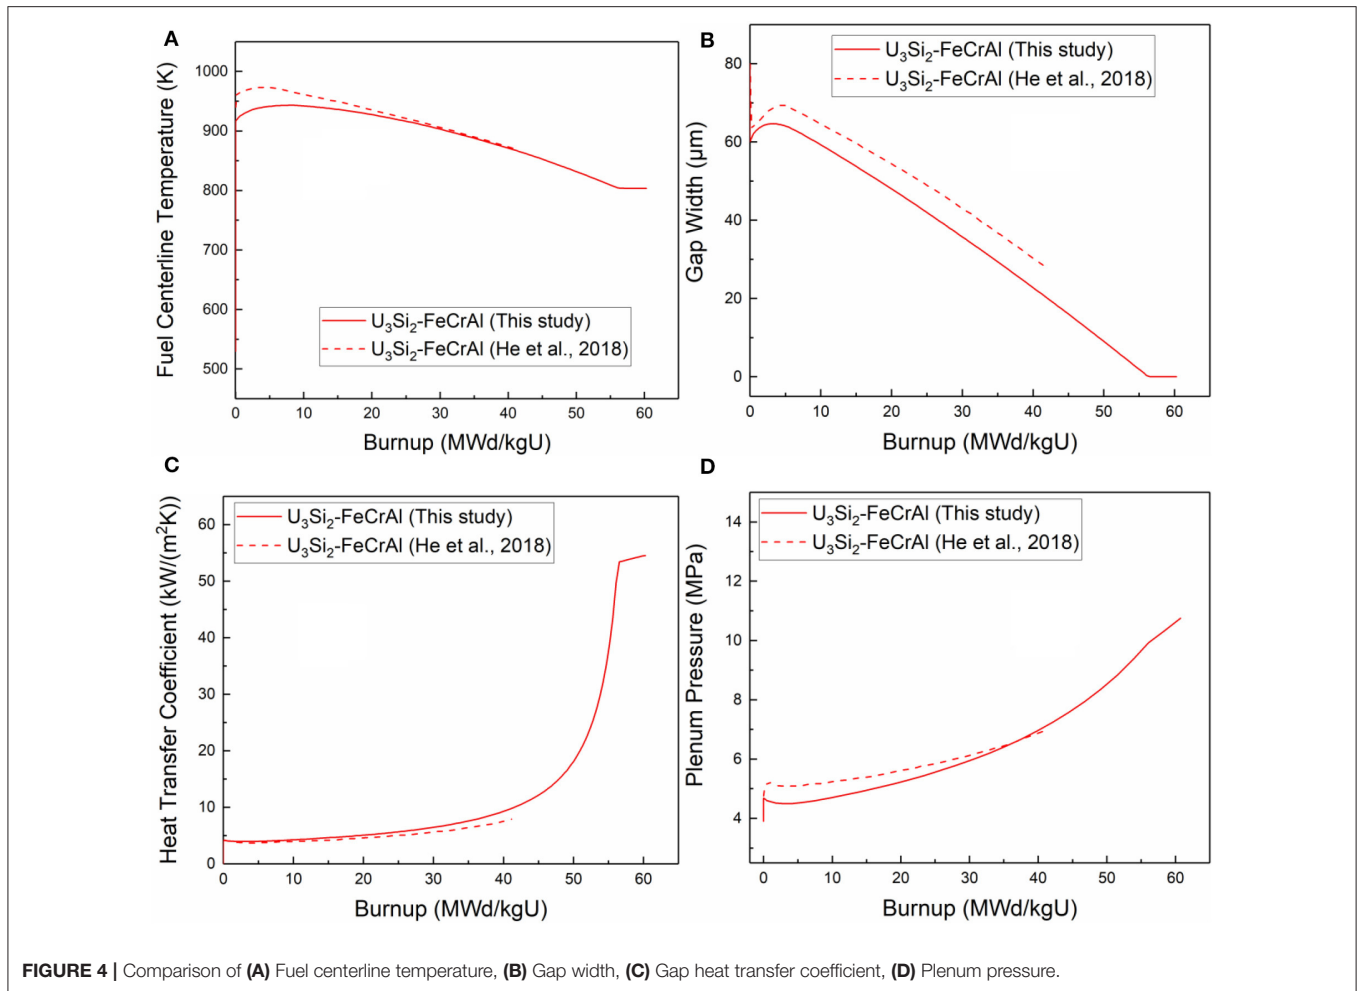 A
Fuel Centerline Temperature (K)
1000
900
800
700
600
500
U₃Si₂-FeCrAl (This study)
U₃Si₂-FeCrAl (He et al., 2018)
0 10 20 30 40 50 60
Burnup (MWd/kgU)
B
Gap Width (μm)
80
60
40
20
0
U₃Si₂-FeCrAl (This study)
U₃Si₂-FeCrAl (He et al., 2018)
0 10 20 30 40 50 60
Burnup (MWd/kgU)
C
Heat Transfer Coefficient (kW/(m²K))
60
50
40
30
20
10
0
U₃Si₂-FeCrAl (This study)
U₃Si₂-FeCrAl (He et al., 2018)
0 10 20 30 40 50 60
Burnup (MWd/kgU)
D
Plenum Pressure (MPa)
14
12
10
8
6
4
U₃Si₂-FeCrAl (This study)
U₃Si₂-FeCrAl (He et al., 2018)
0 10 20 30 40 50 60
Burnup (MWd/kgU)
FIGURE 4 | Comparison of (A) Fuel centerline temperature, (B) Gap width, (C) Gap heat transfer coefficient, (D) Plenum pressure.